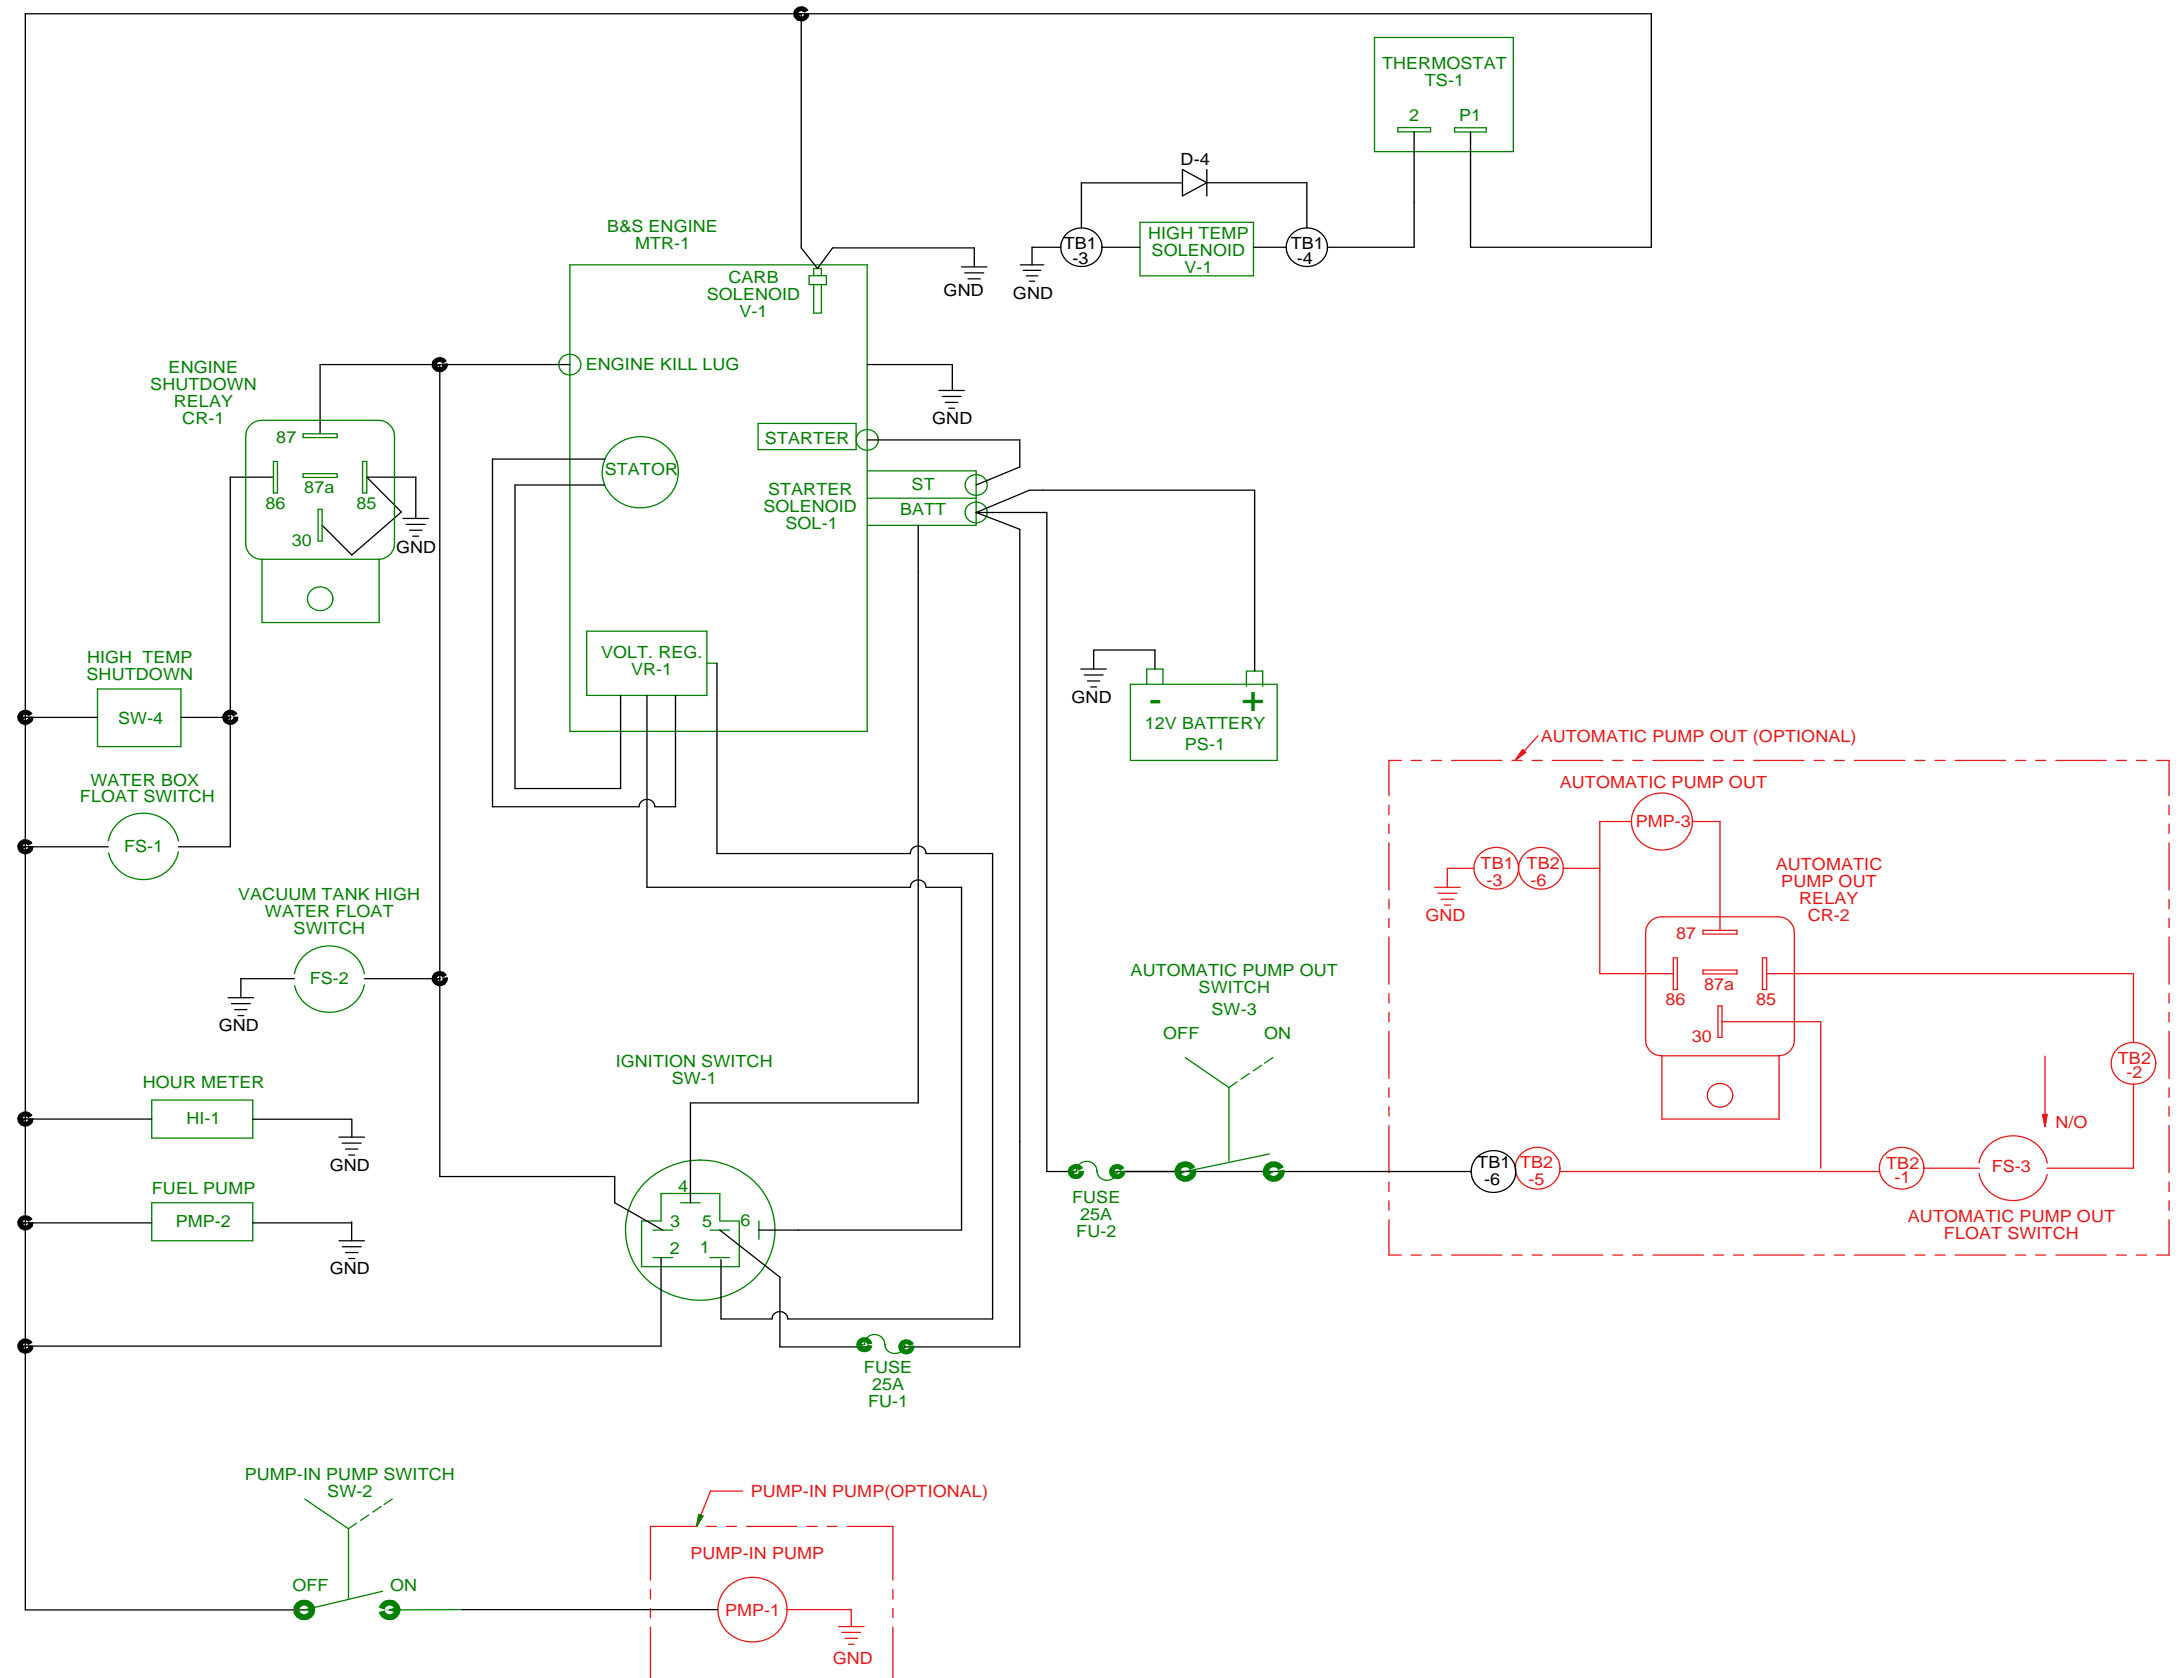 THERMOSTAT
TS-1
2 P1
D-4
TB1
-3
HIGH TEMP
SOLENOID
V-1
TB1
-4
GND
B&S ENGINE
MTR-1
CARB
SOLENOID
V-1
GND
ENGINE KILL LUG
GND
ENGINE
SHUTDOWN
RELAY
CR-1
87
86
87a
85
30
GND
STATOR
STARTER
STARTER
SOLENOID
SOL-1
ST
BATT
VOLT. REG.
VR-1
GND
- +
12V BATTERY
PS-1
HIGH TEMP
SHUTDOWN
SW-4
WATER BOX
FLOAT SWITCH
FS-1
VACUUM TANK HIGH
WATER FLOAT
SWITCH
FS-2
GND
HOUR METER
HI-1
GND
FUEL PUMP
PMP-2
GND
IGNITION SWITCH
SW-1
4
3 5 6
2 1
FUSE
25A
FU-1
AUTOMATIC PUMP OUT
SWITCH
SW-3
OFF ON
FUSE
25A
FU-2
AUTOMATIC PUMP OUT (OPTIONAL)
AUTOMATIC PUMP OUT
PMP-3
TB1
-3
TB2
-6
GND
AUTOMATIC
PUMP OUT
RELAY
CR-2
87
86
87a
85
30
TB2
-2
N/O
TB1
-6
TB2
-5
TB2
-1
FS-3
AUTOMATIC PUMP OUT
FLOAT SWITCH
PUMP-IN PUMP SWITCH
SW-2
OFF ON
PUMP-IN PUMP(OPTIONAL)
PUMP-IN PUMP
PMP-1
GND